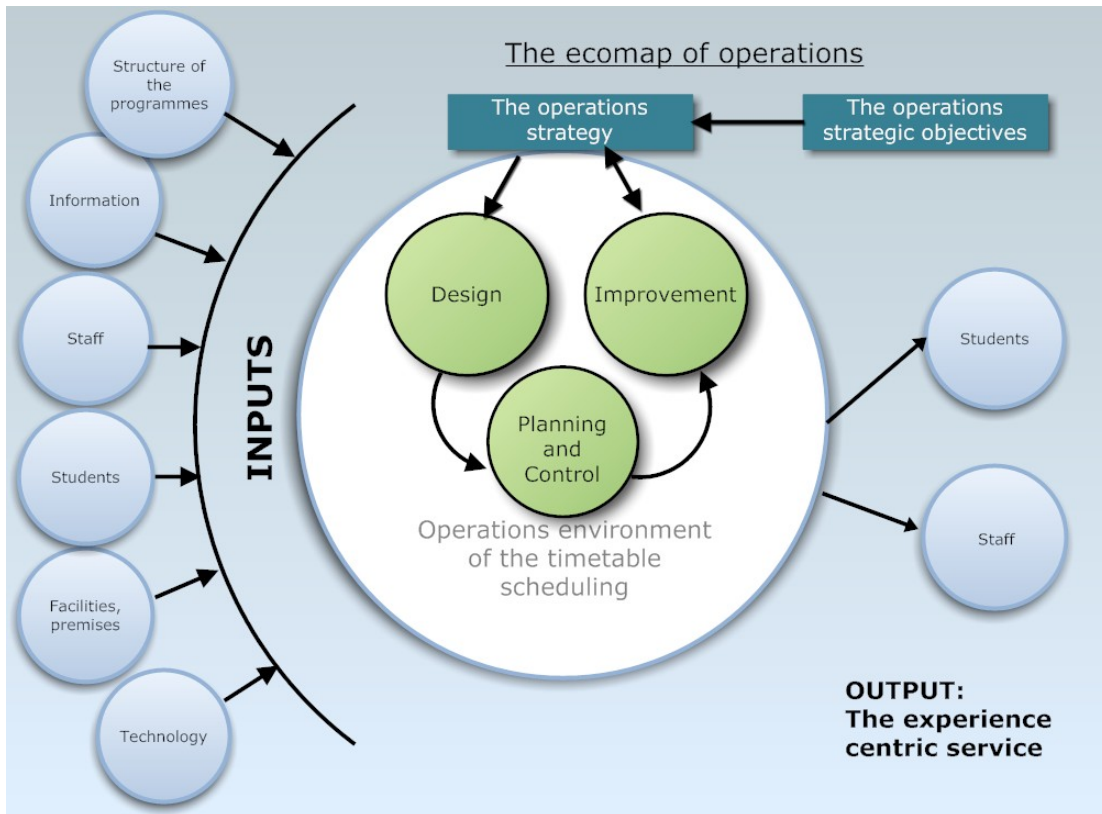 The ecomap of operations
Structure of
the
programmes
Information
Staff
Students
Facilities,
premises
Technology
INPUTS
The operations
strategy
The operations
strategic objectives
Design
Improvement
Planning
and
Control
Operations environment
of the timetable
scheduling
Students
Staff
OUTPUT:
The experience
centric service